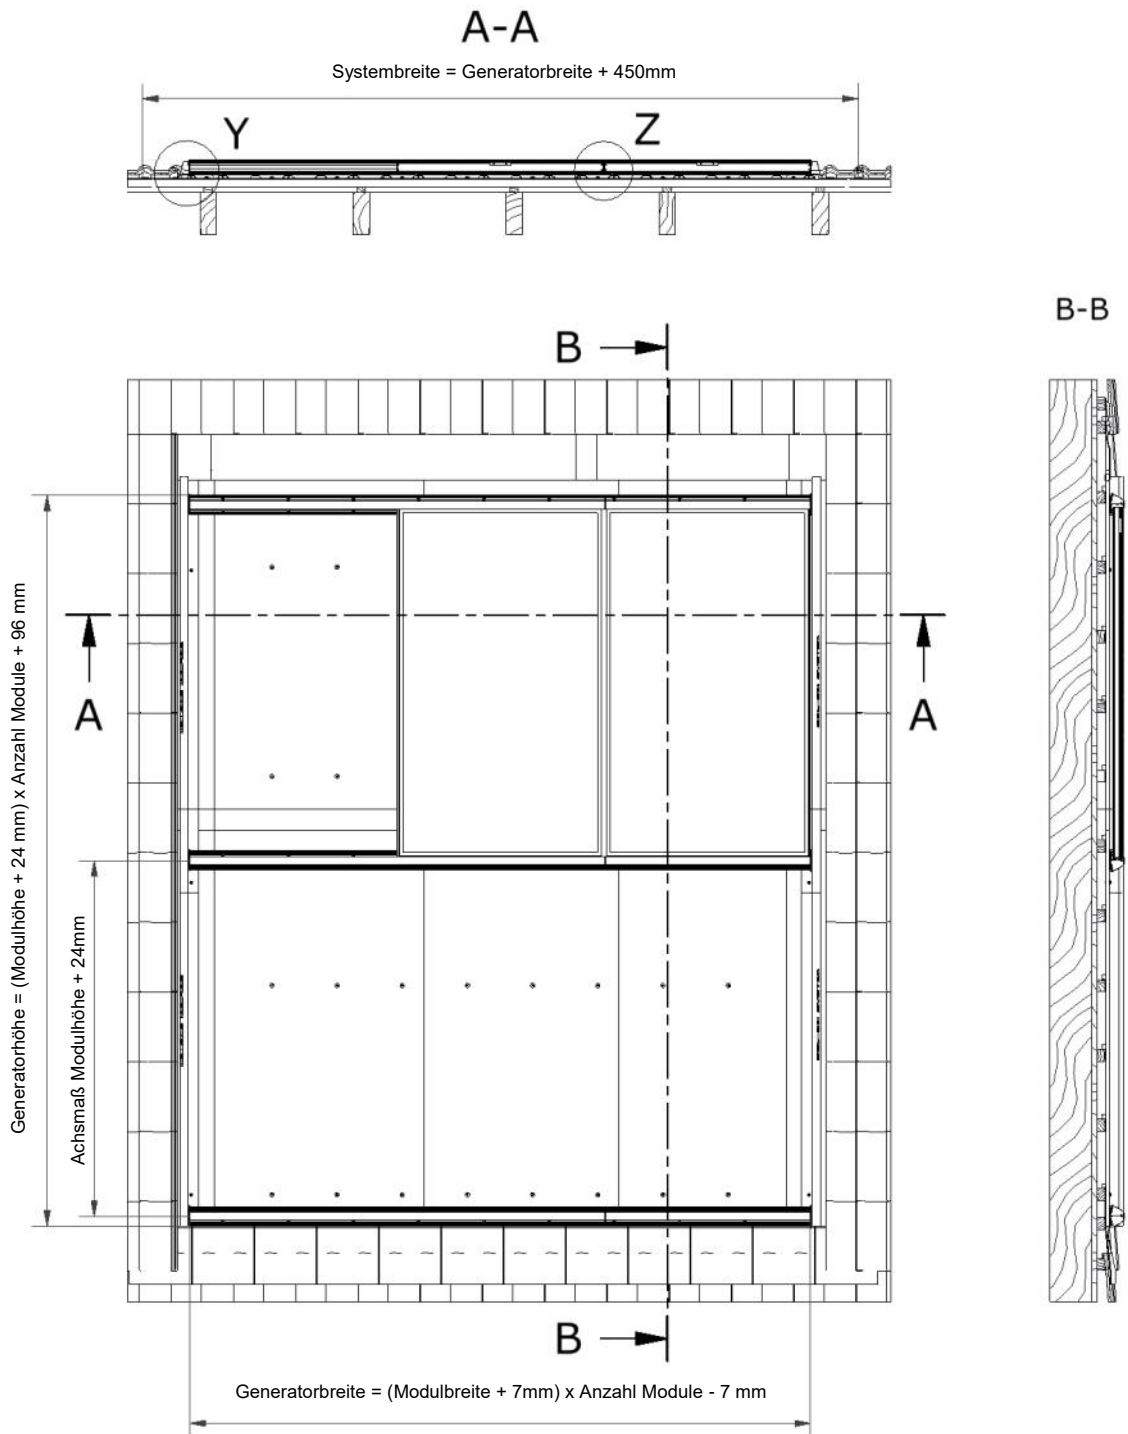 A-A
Systembreite = Generatorbreite + 450mm
Y
Z
B-B
B
Generatorhöhe = (Modulhöhe + 24 mm) x Anzahl Module + 96 mm
A
A
Achsmaß Modulhöhe + 24mm
B
Generatorbreite = (Modulbreite + 7mm) x Anzahl Module - 7 mm